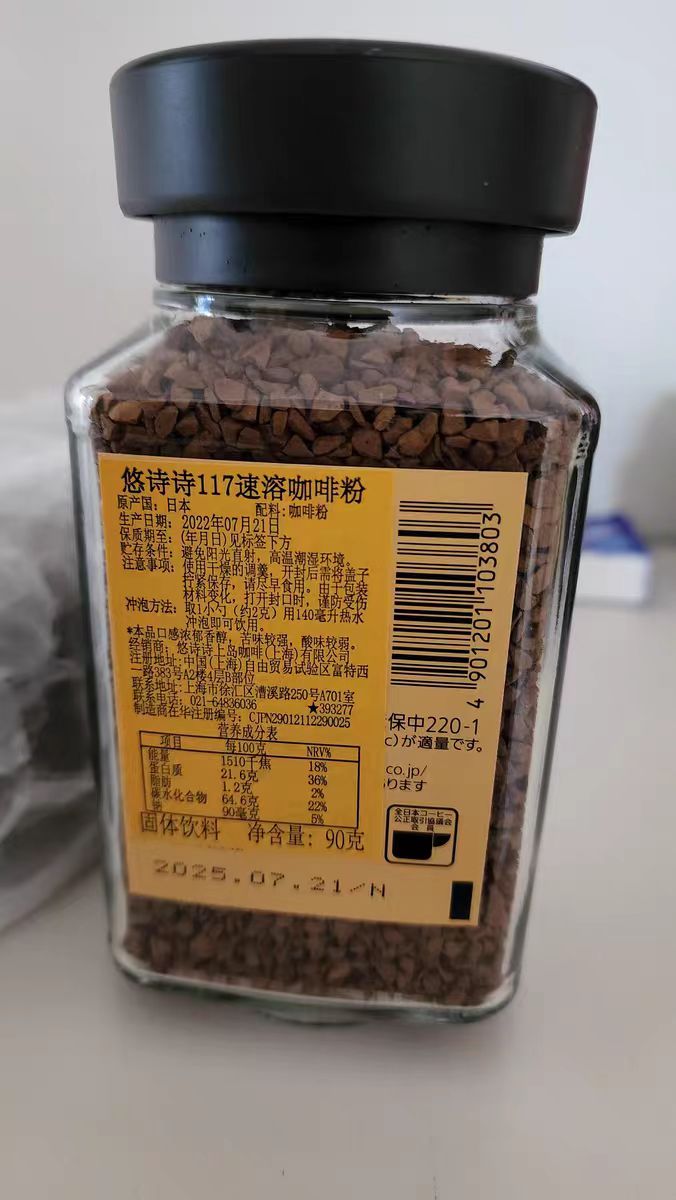 悠诗诗117速溶咖啡粉
原产国: 日本 配料: 咖啡粉
生产日期: 2022年07月21日
保质期至: (年月日)见标签下方
贮存条件: 避免阳光直射, 高温潮湿环境。
注意事项: 使用干燥的调羹, 开封后需将盖子
拧紧保存, 请尽早食用。由于包装
材料变化, 打开封口时, 谨防受伤
冲泡方法: 取1小勺 (约2克) 用140毫升热水
冲泡即可饮用。
*本品口感浓郁香醇, 苦味较强, 酸味较弱。
经销商: 悠诗诗上岛咖啡(上海)有限公司
注册地址: 中国(上海)自由贸易试验区富特西
一路383号A2楼4层B部位
联系地址: 上海市徐汇区漕溪路250号A701室
联系电话: 021-64836036 ★393277
制造商在华注册编号: CJPN29012112290025
营养成分表
项目 每100克 NRV%
能量 1510千焦 18%
蛋白质 21.6克 36%
脂肪 1.2克 2%
碳水化合物 64.6克 22%
钠 90毫克 5%
固体饮料 净含量: 90克
2025.07.21/N
4 901201 103803
保中220-1
c)が適量です。
.co.jp/
ります
全日本コーヒー
公正取引協議会
会員